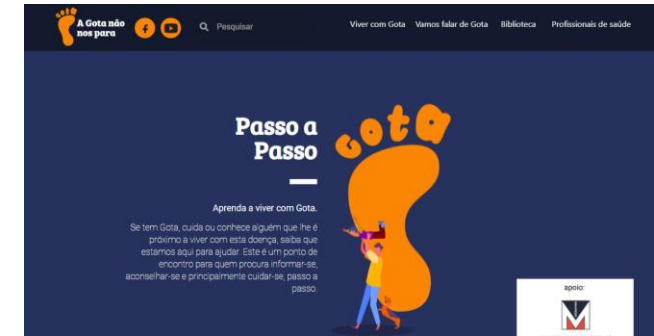 A Gota não
nos para
Pesquisar
Viver com Gota
Vamos falar de Gota
Biblioteca
Profissionais de saúde
Passo a
Passo
gota
Aprenda a viver com Gota.
Se tem Gota, cuida ou conhece alguém que lhe é
próximo a viver com esta doença, saiba que
estamos aqui para ajudar. Este é um ponto de
encontro para quem procura informar-se,
aconselhar-se e principalmente cuidar-se, passo a
passo.
apoio: